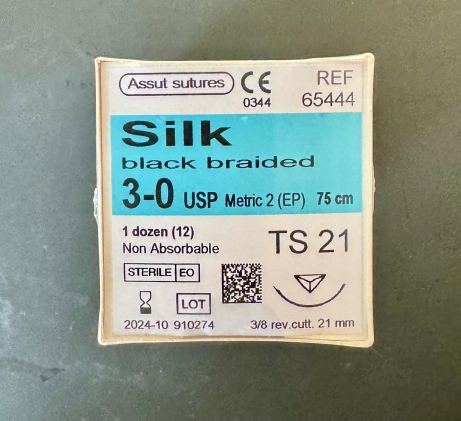 Assut sutures CE REF
0344 65444
Silk
black braided
3-0 USP Metric 2 (EP) 75 cm
1 dozen (12)
Non Absorbable
TS 21
STERILE EO
LOT
2024-10 910274 3/8 rev.cutt. 21 mm